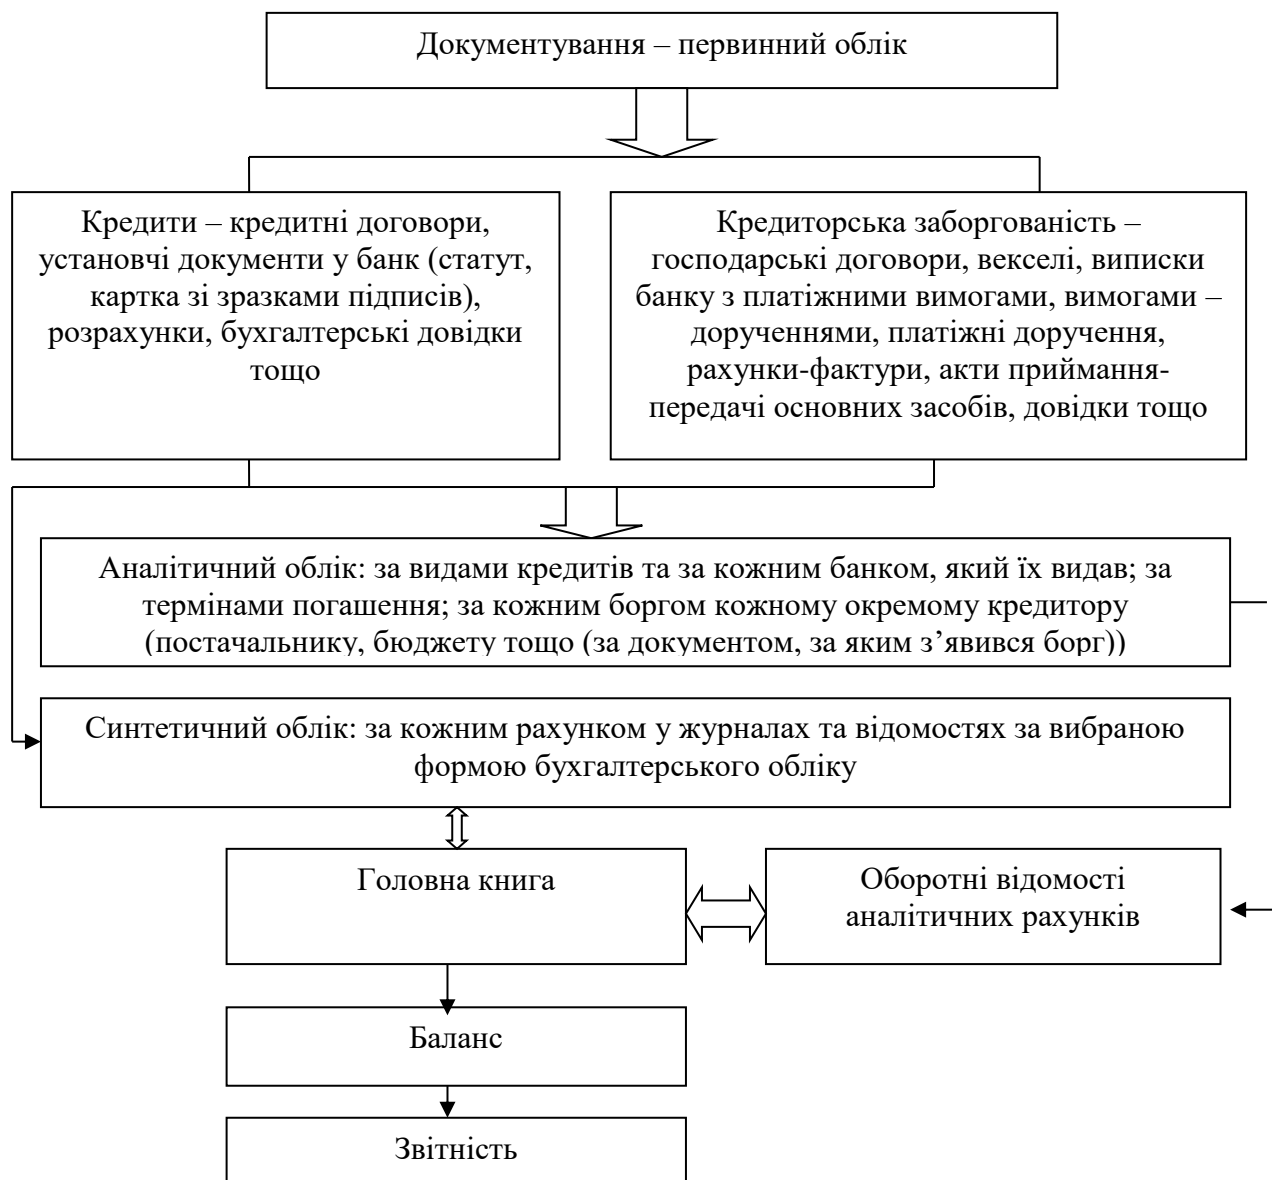 Документування – первинний облік
Кредити – кредитні договори,
установчі документи у банк (статут,
картка зі зразками підписів),
розрахунки, бухгалтерські довідки
тощо
Кредиторська заборгованість –
господарські договори, векселі, виписки
банку з платіжними вимогами, вимогами –
дорученнями, платіжні доручення,
рахунки-фактури, акти приймання-
передачі основних засобів, довідки тощо
Аналітичний облік: за видами кредитів та за кожним банком, який їх видав; за
термінами погашення; за кожним боргом кожному окремому кредитору
(постачальнику, бюджету тощо (за документом, за яким з’явився борг))
Синтетичний облік: за кожним рахунком у журналах та відомостях за вибраною
формою бухгалтерського обліку
Головна книга
Оборотні відомості
аналітичних рахунків
Баланс
Звітність